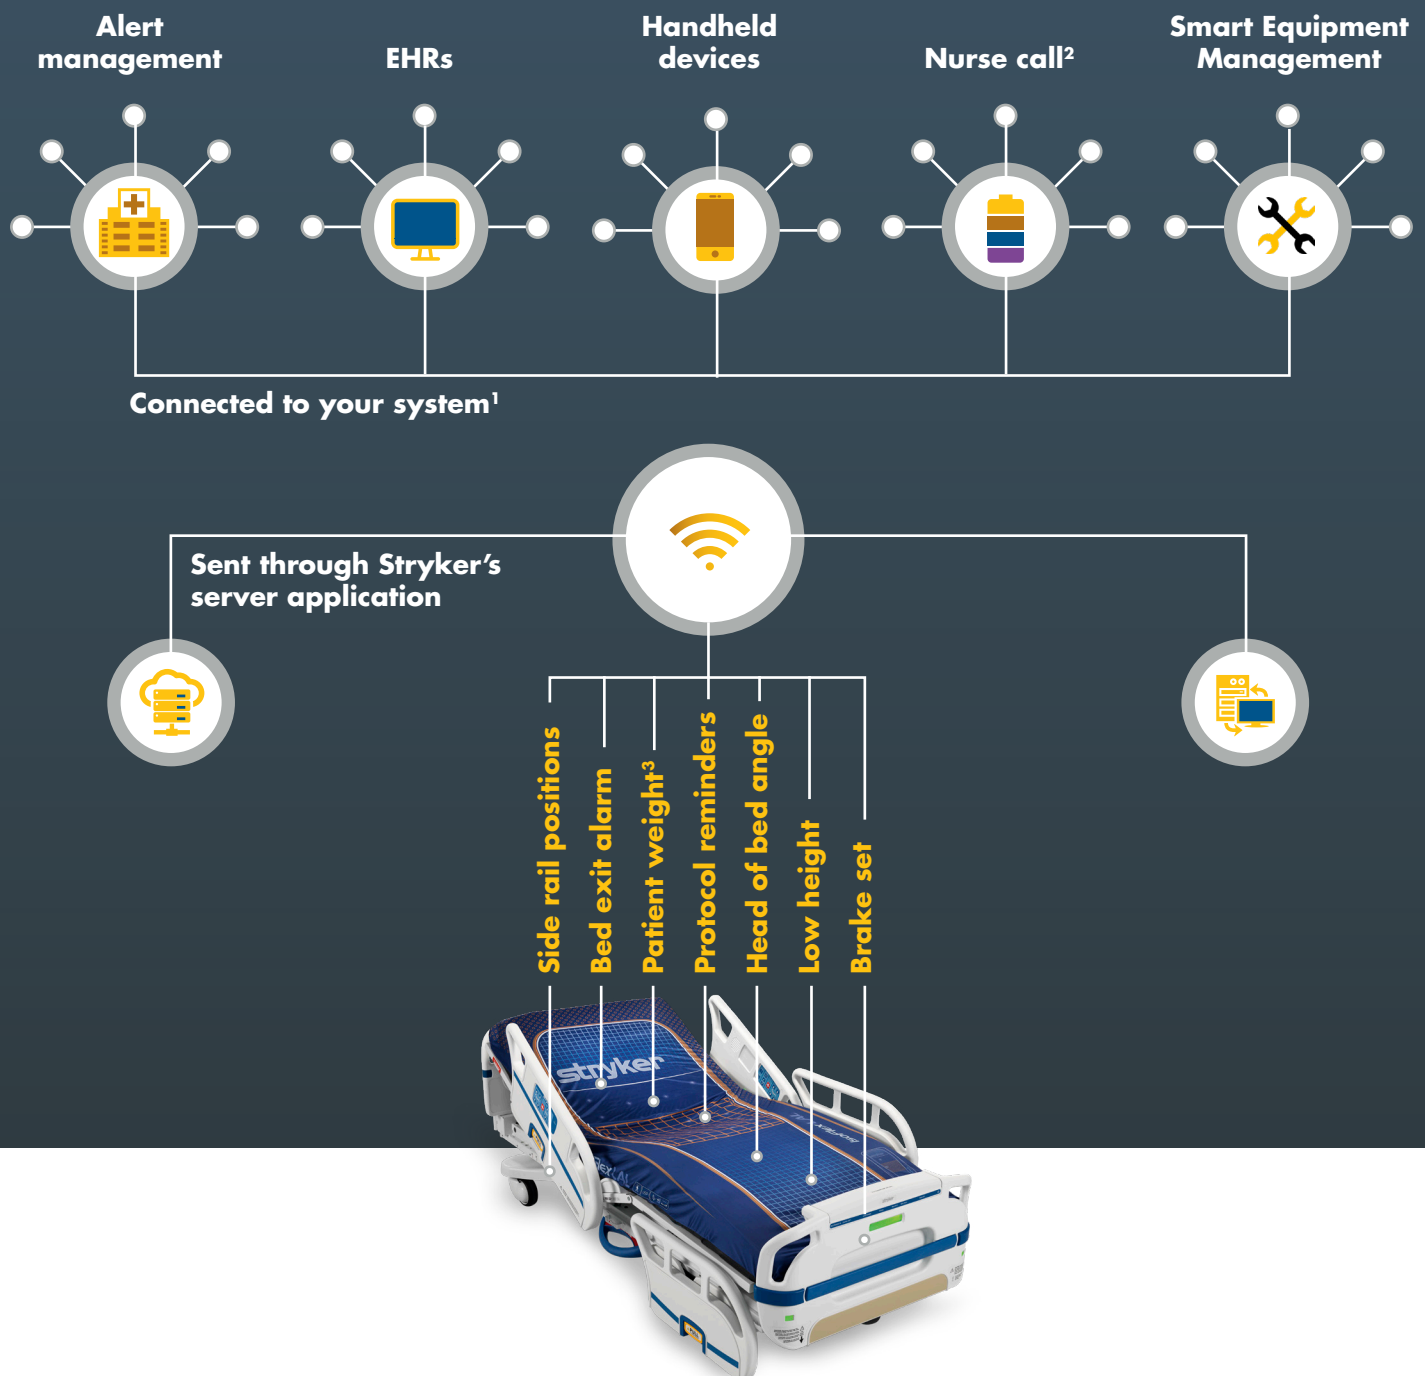 Alert
management
EHRs
Handheld
devices
Nurse call²
Smart Equipment
Management
Connected to your system¹
Sent through Stryker’s
server application
Side rail positions
Bed exit alarm
Patient weight³
Protocol reminders
Head of bed angle
Low height
Brake set
stryker